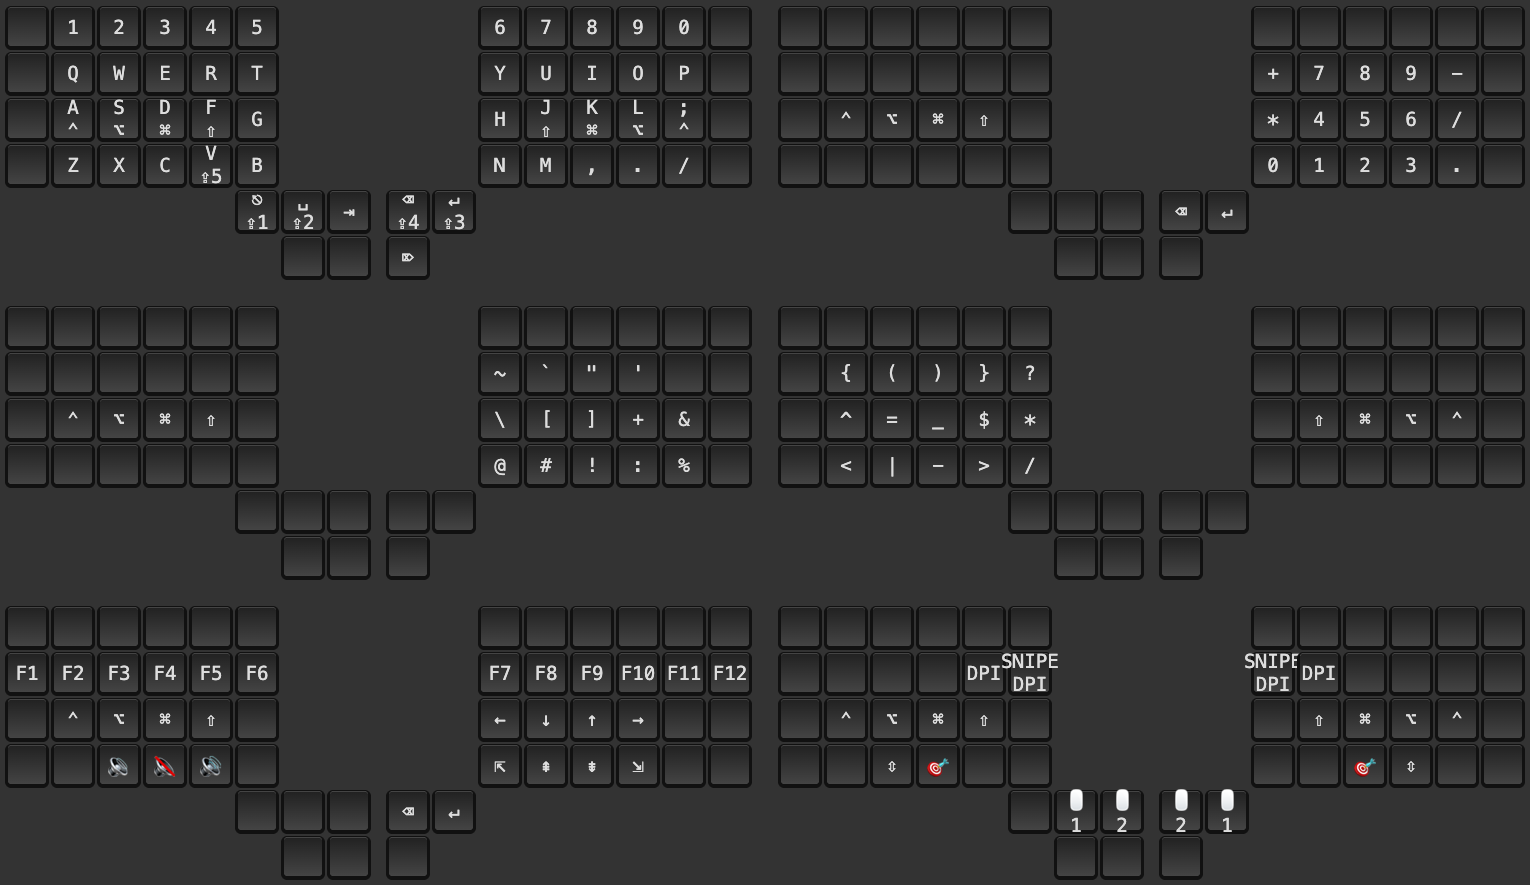 1 2 3 4 5 6 7 8 9 0
Q W E R T Y U I O P + 7 8 9 −
A S D F G H J K L ; ^ ⌥ ⌘ ⇧ * 4 5 6 /
^ ⌥ ⌘ ⇧ ⇧ ⌘ ⌥ ^
Z X C V B N M , . / 0 1 2 3 .
⇪5
⎋ ␣ ⇥ ⌫ ↵ ⌫ ↵
⇪1 ⇪2 ⇪4 ⇪3
⌦
~ ` " ' { ( ) } ?
^ ⌥ ⌘ ⇧ \ [ ] + & ^ = _ $ * ⇧ ⌘ ⌥ ^
@ # ! : % < | − > /
F1 F2 F3 F4 F5 F6 F7 F8 F9 F10 F11 F12 DPI SNIPE DPI SNIPE DPI DPI
^ ⌥ ⌘ ⇧ ← ↓ ↑ → ^ ⌥ ⌘ ⇧ ⇧ ⌘ ⌥ ^
⇱ ⇞ ⇟ ⇲ ⇳ ⇳
⌫ ↵
1 2 2 1